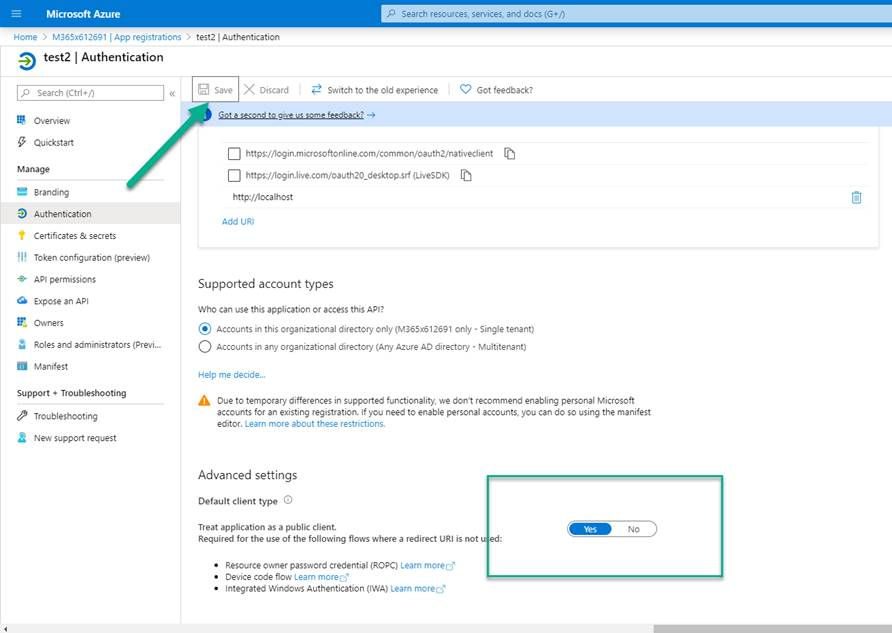 Microsoft Azure
Search resources, services, and docs (G+/)
Home > M365x612691 | App registrations > test2 | Authentication
test2 | Authentication
Search (Ctrl+/)
«
Overview
Quickstart
Manage
Branding
Authentication
Certificates & secrets
Token configuration (preview)
API permissions
Expose an API
Owners
Roles and administrators (Previ...
Manifest
Support + Troubleshooting
Troubleshooting
New support request
Save Discard Switch to the old experience Got feedback?
Got a second to give us some feedback?
https://login.microsoftonline.com/common/oauth2/nativeclient
https://login.live.com/oauth20_desktop.srf (LiveSDK)
http://localhost
Add URI
Supported account types
Who can use this application or access this API?
Accounts in this organizational directory only (M365x612691 only - Single tenant)
Accounts in any organizational directory (Any Azure AD directory - Multitenant)
Help me decide...
Due to temporary differences in supported functionality, we don't recommend enabling personal Microsoft
accounts for an existing registration. if you need to enable personal accounts, you can do so using the manifest
editor. Learn more about these restrictions.
Advanced settings
Default client type
Treat application as a public client.
Required for the use of the following flows where a redirect URI is not used:
Yes No
• Resource owner password credential (ROPC) Learn more
• Device code flow Learn more
• Integrated Windows Authentication (IWA) Learn more